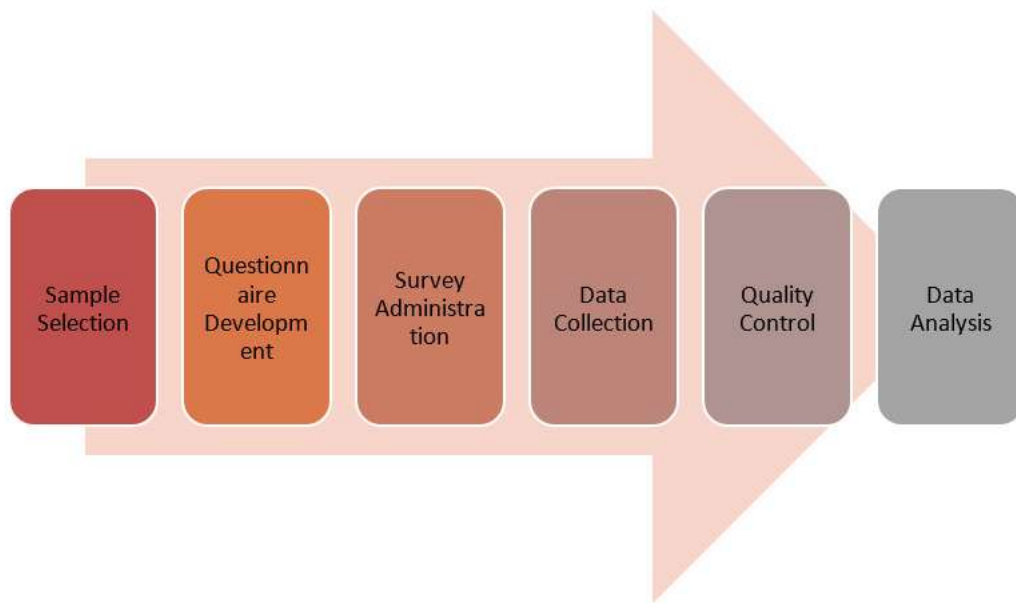 Sample
Selection
Questionn
aire
Developm
ent
Survey
Administra
tion
Data
Collection
Quality
Control
Data
Analysis